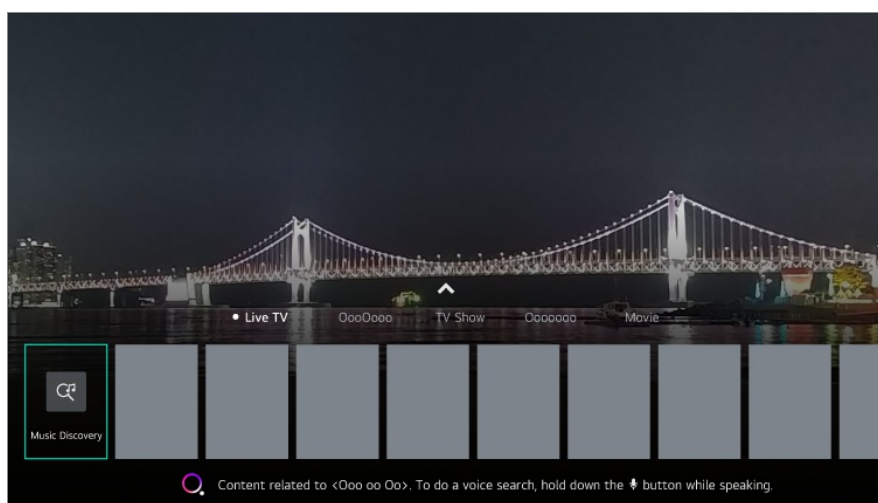 Live TV
OooOooo
TV Show
Ooooooo
Movie
Music Discovery
Content related to <Ooo oo Oo>. To do a voice search, hold down the button while speaking.